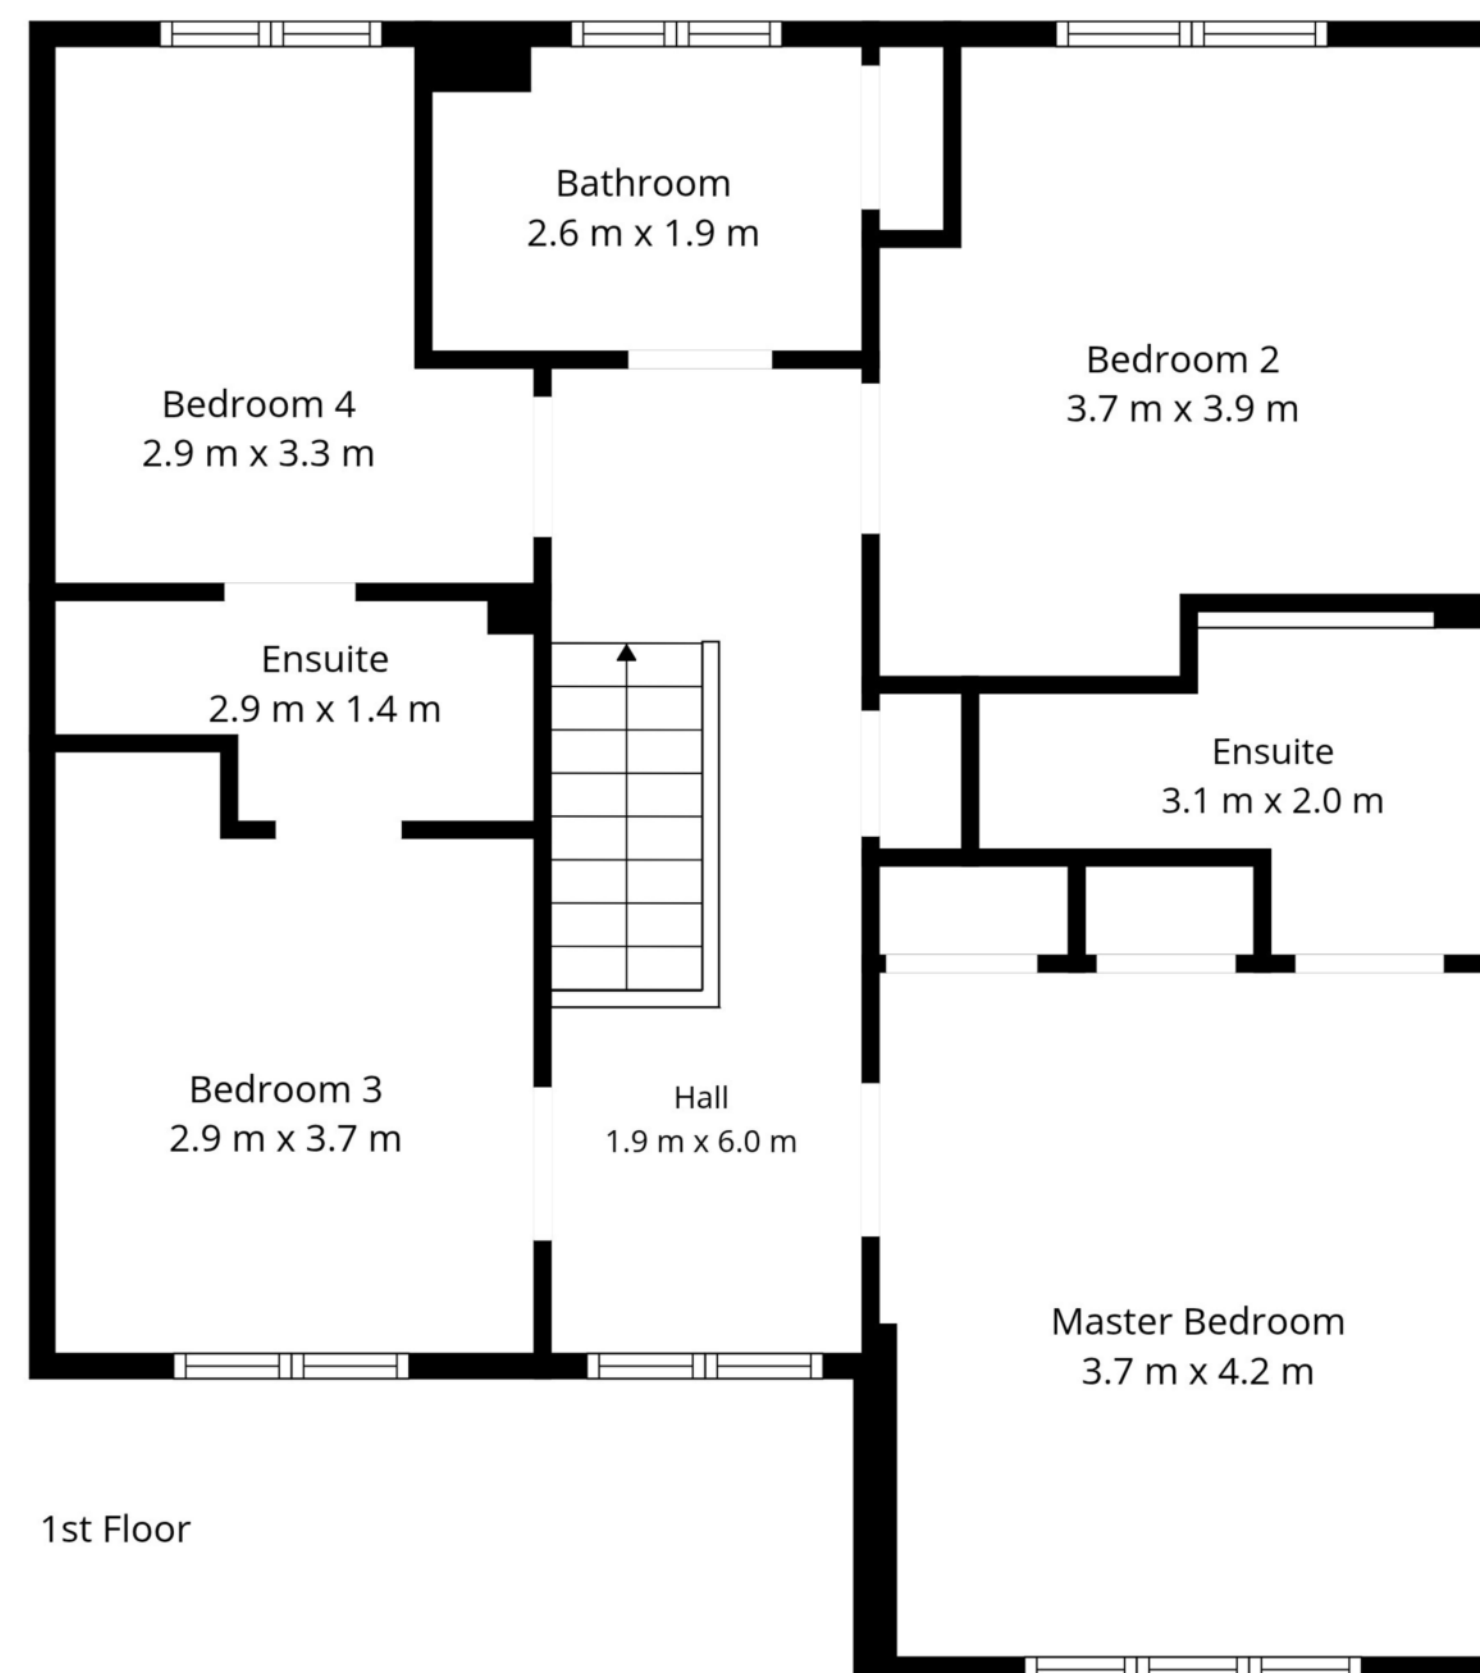 Bathroom
2.6 m x 1.9 m
Bedroom 2
3.7 m x 3.9 m
Bedroom 4
2.9 m x 3.3 m
Ensuite
2.9 m x 1.4 m
Ensuite
3.1 m x 2.0 m
Bedroom 3
2.9 m x 3.7 m
Hall
1.9 m x 6.0 m
Master Bedroom
3.7 m x 4.2 m
1st Floor